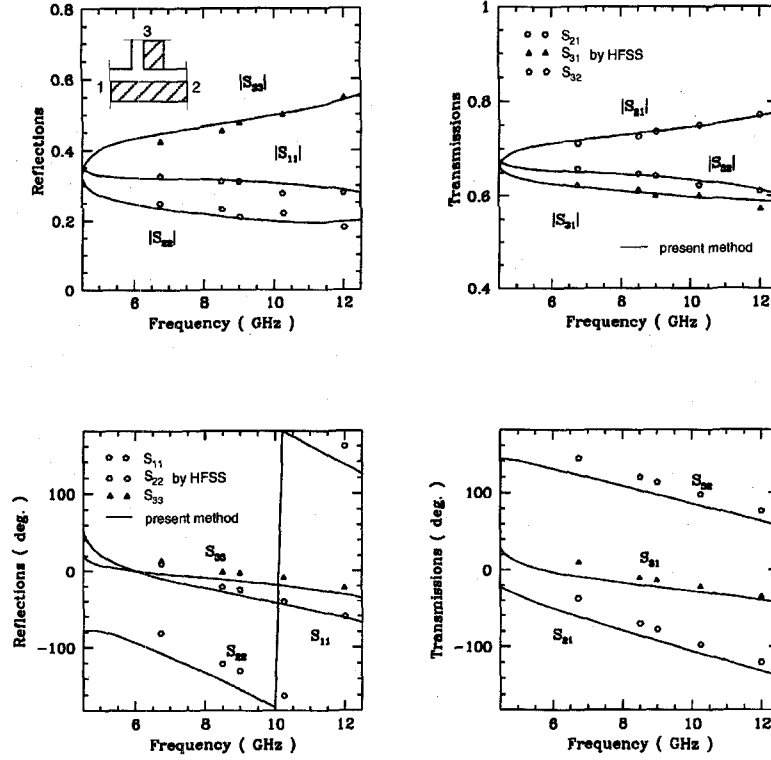 0.8
0.6
0.4
0.2
0
Reflections
3
1
2
|S33|
|S11|
|S22|
6
8
10
12
Frequency ( GHz )
1.0
0.8
0.6
0.4
Transmissions
S21
S31 by HFSS
S32
|S21|
|S32|
|S31|
present method
6
8
10
12
Frequency ( GHz )
100
0
-100
Reflections ( deg. )
S11
S22 by HFSS
S33
present method
S33
S22
S11
6
8
10
12
Frequency ( GHz )
100
0
-100
Transmissions ( deg. )
S32
S31
S21
6
8
10
12
Frequency ( GHz )